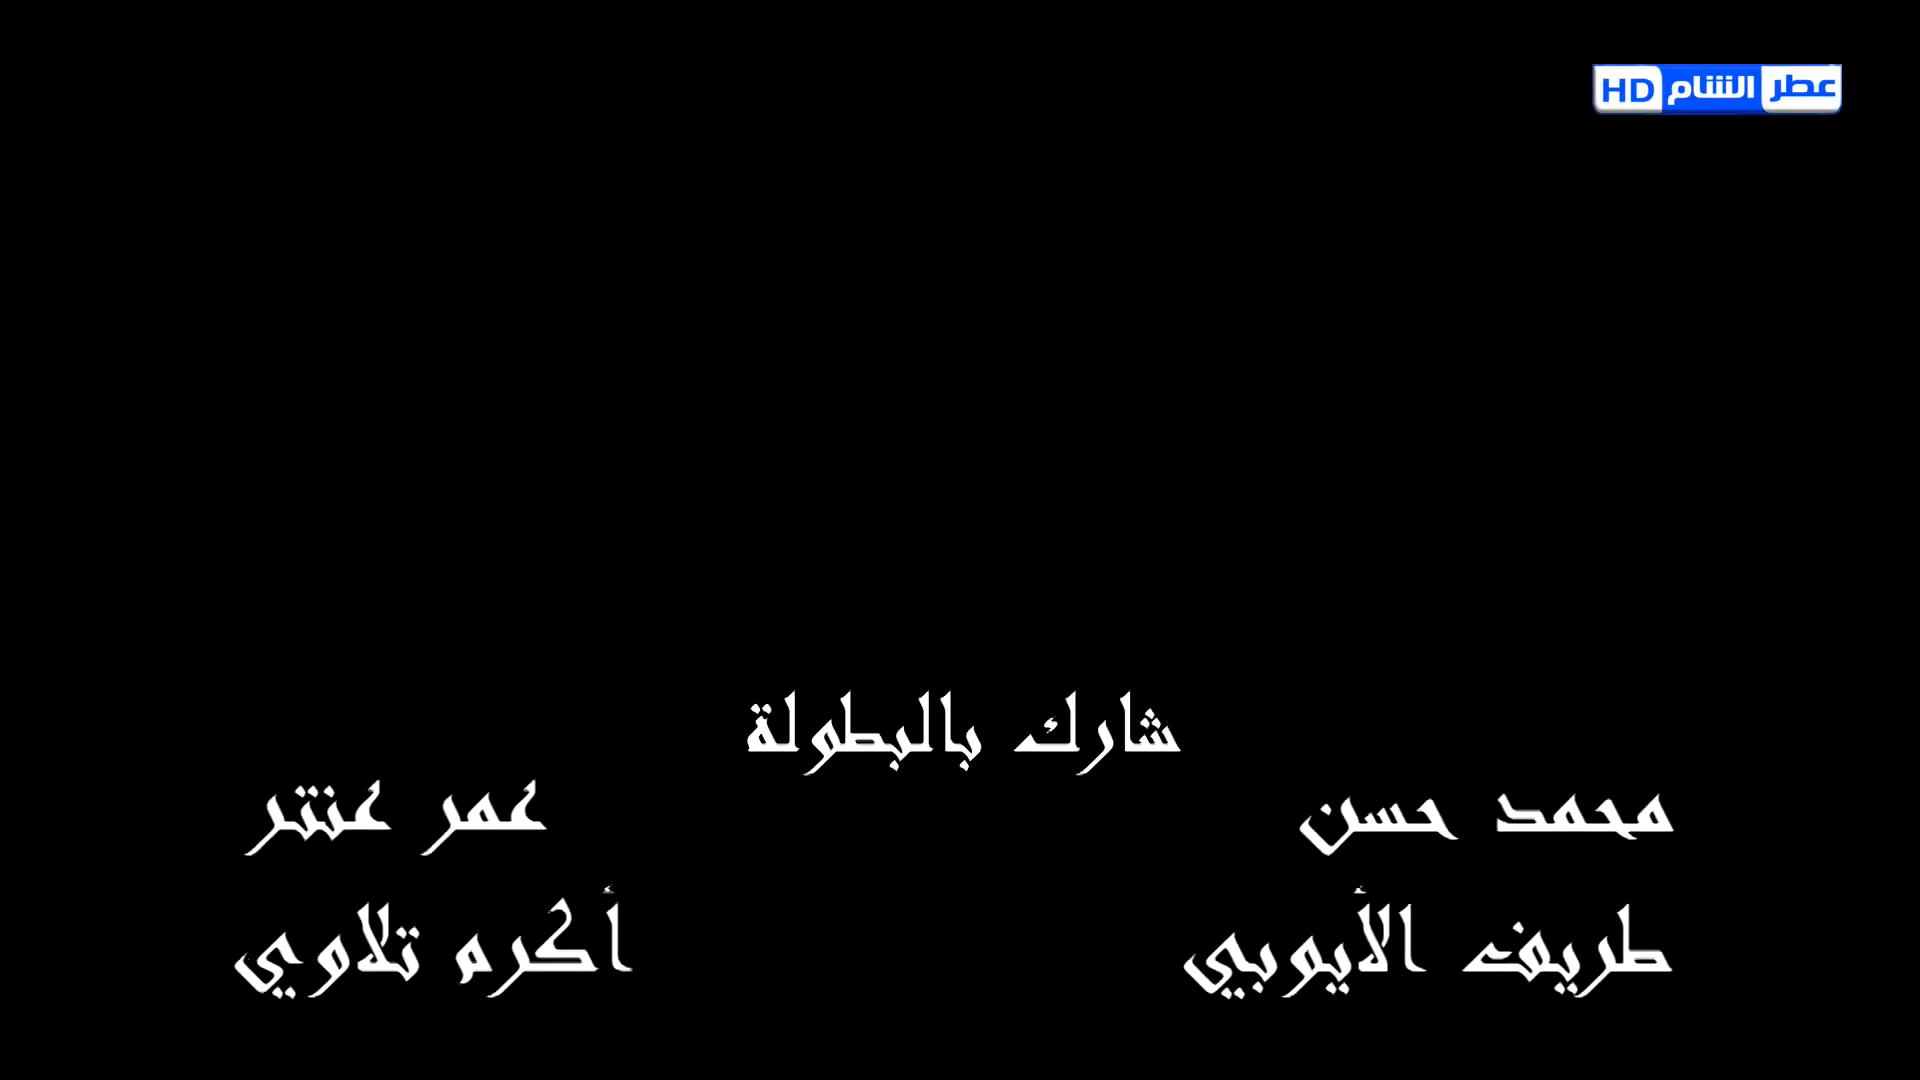 عطر الشام HD
شارك بالبطولة
محمد حسن
عمر عنتر
طريف الأيوبي
أكرم تلاوي